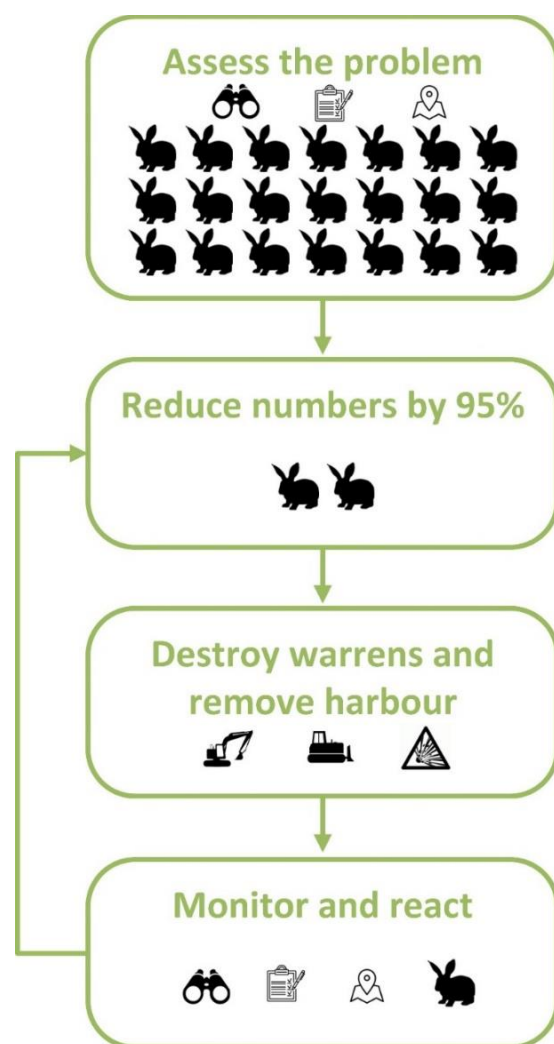 Assess the problem
Reduce numbers by 95%
Destroy warrens and
remove harbour
Monitor and react